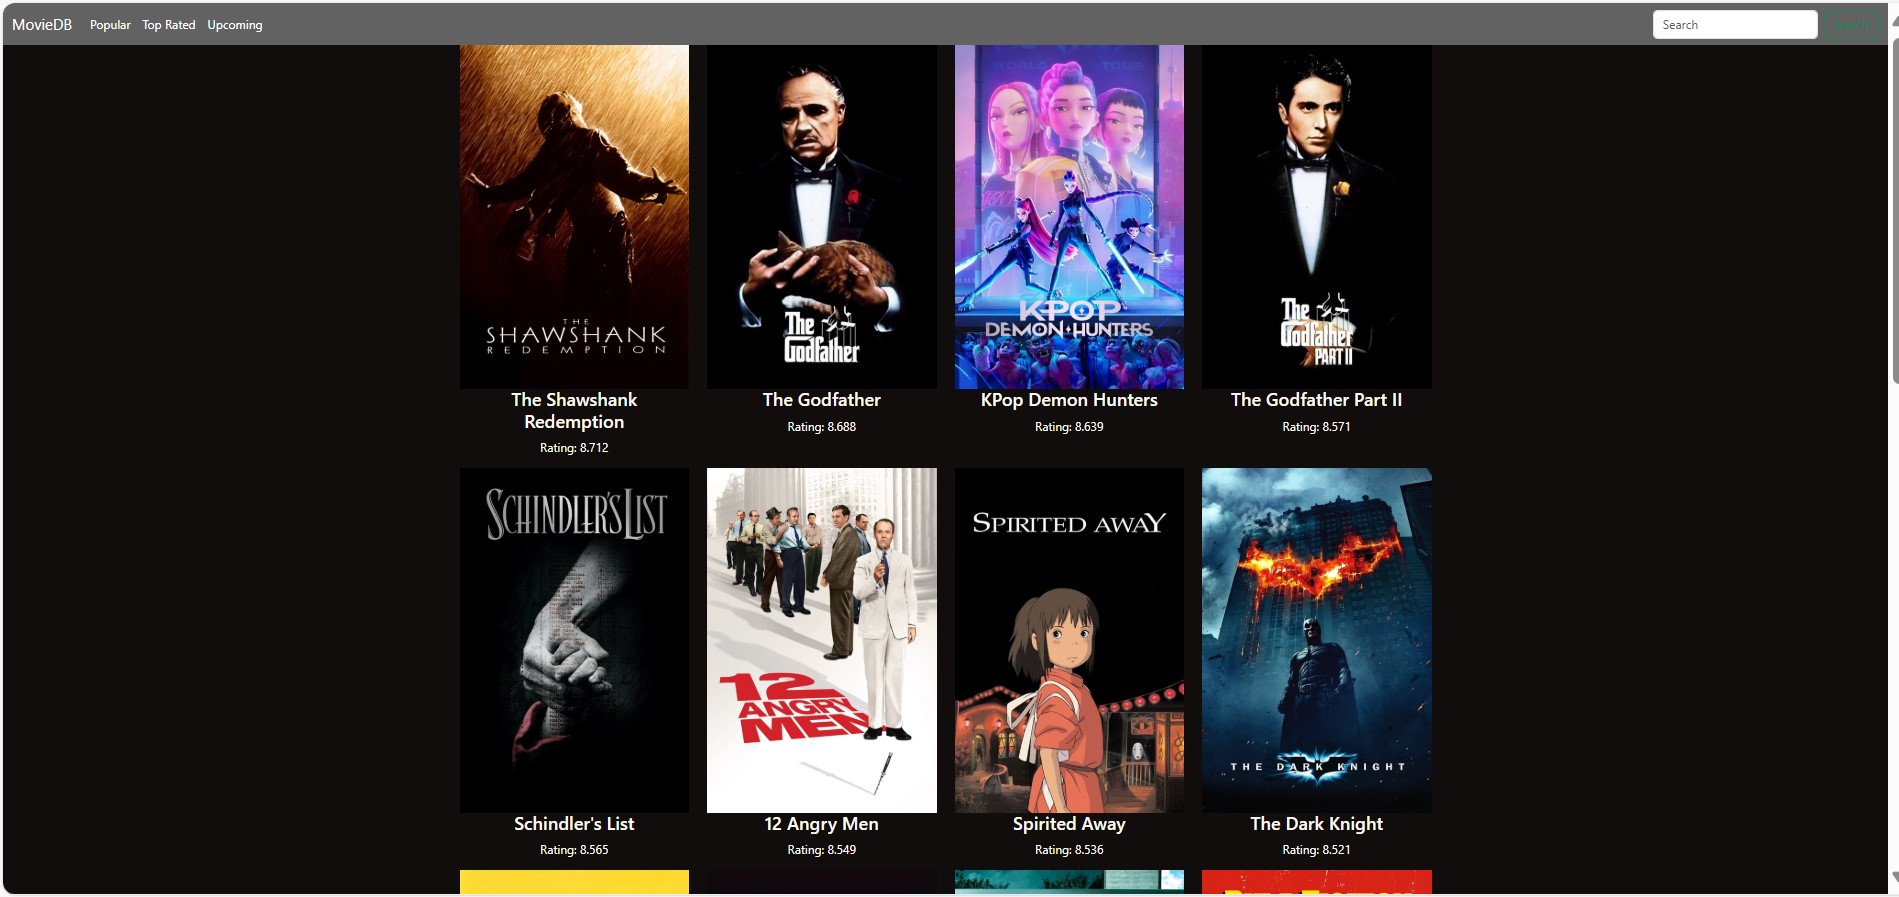 MovieDB Popular Top Rated Upcoming Search
WORLD TOUR
THE
SHAWSHANK
REDEMPTION
The
Godfather
KPOP
DEMON HUNTERS
The
Godfather
PART II
The Shawshank
Redemption
Rating: 8.712
The Godfather
Rating: 8.688
KPop Demon Hunters
Rating: 8.639
The Godfather Part II
Rating: 8.571
SCHINDLER'S LIST
12
ANGRY
MEN
SPIRITED AWAY
THE DARK KNIGHT
Schindler's List
Rating: 8.565
12 Angry Men
Rating: 8.549
Spirited Away
Rating: 8.536
The Dark Knight
Rating: 8.521